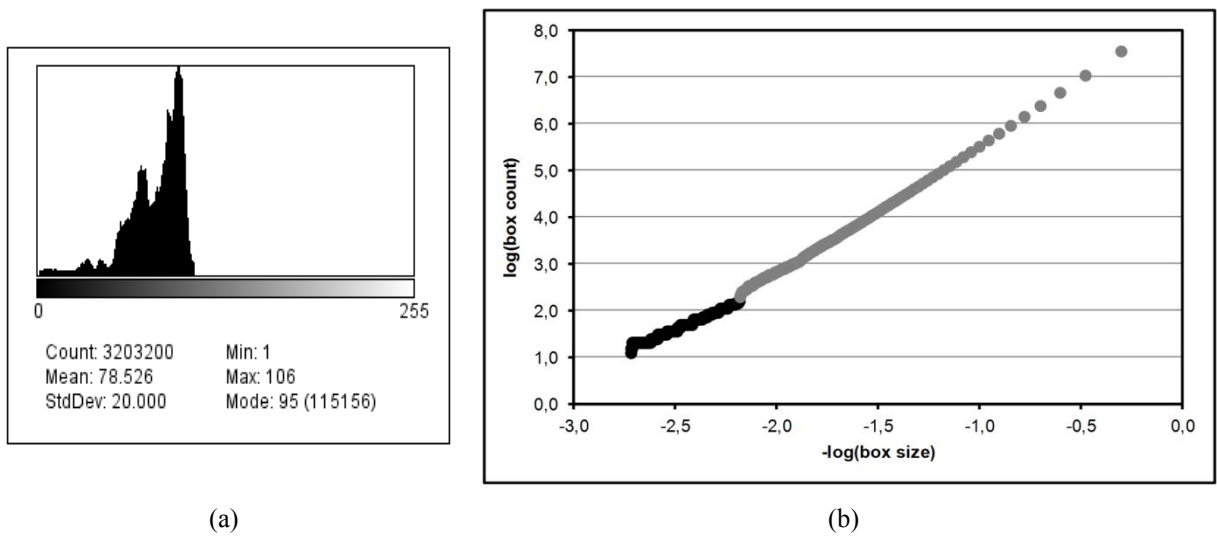 0 255
Count: 3203200 Min: 1
Mean: 78.526 Max: 106
StdDev: 20.000 Mode: 95 (115156)
(a)
8,0
7,0
6,0
5,0
4,0
3,0
2,0
1,0
0,0
log(box count)
-3,0 -2,5 -2,0 -1,5 -1,0 -0,5 0,0
-log(box size)
(b)